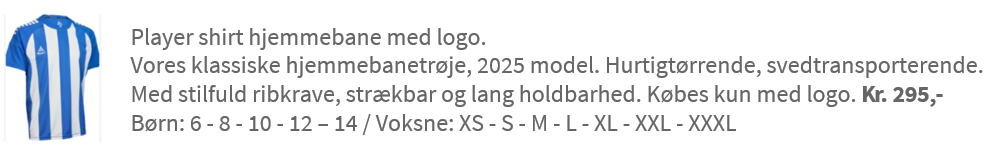 Player shirt hjemmebane med logo.
Vores klassiske hjemmebanetrøje, 2025 model. Hurtigtørrende, svedtransporterende.
Med stilfuld ribkrave, strækbar og lang holdbarhed. Købes kun med logo. Kr. 295,-
Børn: 6 - 8 - 10 - 12 – 14 / Voksne: XS - S - M - L - XL - XXL - XXXL